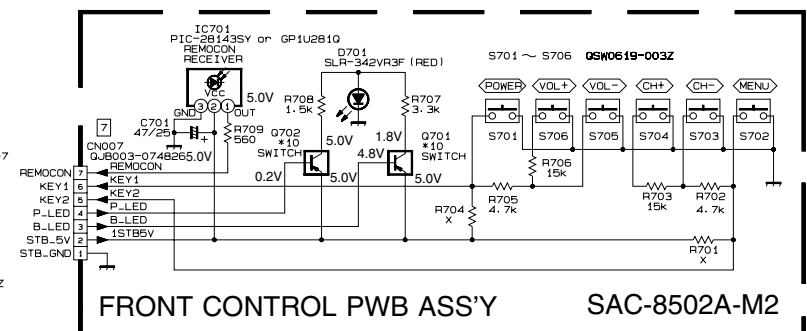 IC701
PIC-28143SY or GP1U281Q
REMOCON
RECEIVER
VCC
GND 3 2 1 OUT
5.0V
D701
SLR-342VR3F (RED)
S701 ~ S706 QSW0619-003Z
POWER VOL+ VOL- CH+ CH- MENU
S701 S706 S705 S704 S703 S702
R708
1.5k
R707
3.3k
C701
47/25
+
R709
560
Q702
*10
SWITCH
5.0V
0.2V
5.0V
1.8V
4.8V
Q701
*10
SWITCH
5.0V
R706
15k
R705
4.7k
R704
X
R703
15k
R702
4.7k
R701
X
7
CN007
QJB003-074826
5.0V
REMOCON 7 REMOCON
KEY1 6 KEY1
KEY2 5 KEY2
P_LED 4 P_LED
B_LED 3 B_LED
STB_5V 2 1STB5V
STB_GND 1
7
Z
FRONT CONTROL PWB ASS'Y
SAC-8502A-M2